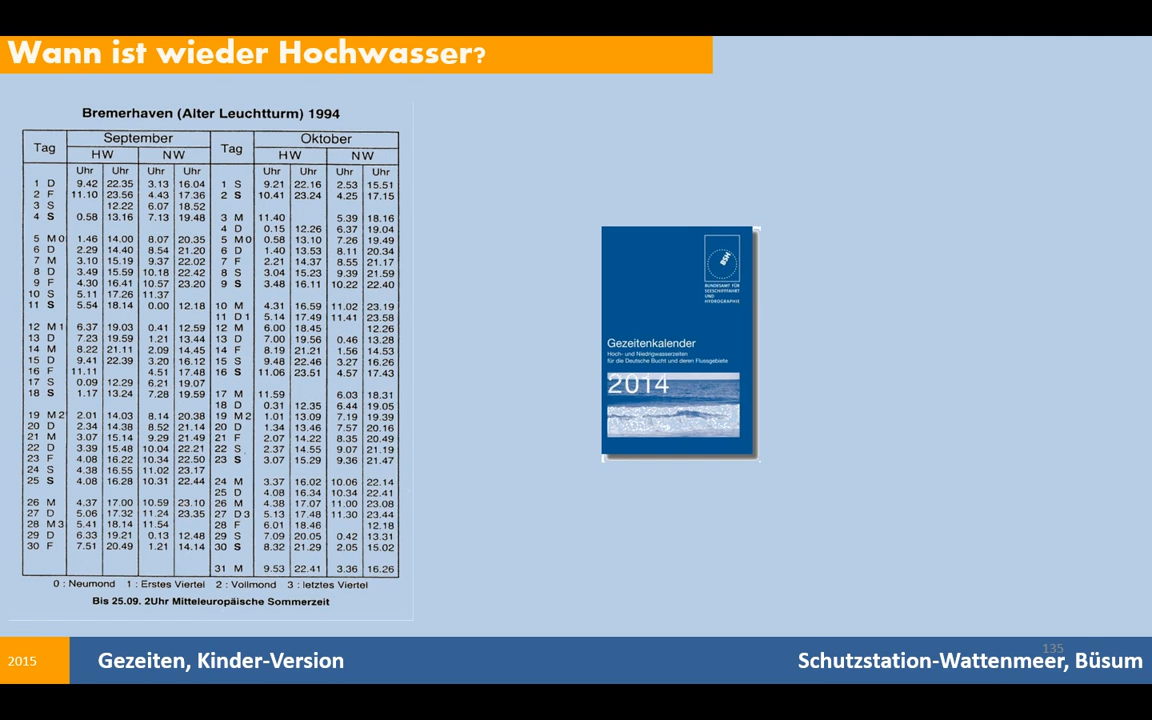 Wann ist wieder Hochwasser?
Bremerhaven (Alter Leuchtturm) 1994
Tag September Tag Oktober
HW NW HW NW
Uhr Uhr Uhr Uhr Uhr Uhr Uhr Uhr
1 D 9.42 22.35 3.13 16.04 1 S 9.21 22.16 2.53 15.51
2 F 11.10 23.56 4.43 17.36 2 S 10.41 23.24 4.25 17.15
3 S 12.22 6.07 18.52
4 S 0.58 13.16 7.13 19.48 3 M 11.40 5.39 18.16
4 D 0.15 12.26 6.37 19.04
5 M 0 1.46 14.00 8.07 20.35 5 M 0 0.58 13.10 7.26 19.49
6 D 2.29 14.40 8.54 21.20 6 D 1.40 13.53 8.11 20.34
7 M 3.10 15.19 9.37 22.02 7 F 2.21 14.37 8.55 21.17
8 D 3.49 15.59 10.18 22.42 8 S 3.04 15.23 9.39 21.59
9 F 4.30 16.41 10.57 23.20 9 S 3.48 16.11 10.22 22.40
10 S 5.11 17.26 11.37
11 S 5.54 18.14 0.00 12.18 10 M 4.31 16.59 11.02 23.19
11 D 1 5.14 17.49 11.41 23.58
12 M 1 6.37 19.03 0.41 12.59 12 M 6.00 18.45 12.26
13 D 7.23 19.59 1.21 13.44 13 D 7.00 19.56 0.46 13.28
14 M 8.22 21.11 2.09 14.45 14 F 8.19 21.21 1.56 14.53
15 D 9.41 22.39 3.20 16.12 15 S 9.48 22.46 3.27 16.26
16 F 11.11 4.51 17.48 16 S 11.06 23.51 4.57 17.43
17 S 0.09 12.29 6.21 19.07
18 S 1.17 13.24 7.28 19.59 17 M 11.59 6.03 18.31
18 D 0.31 12.35 6.44 19.05
19 M 2 2.01 14.03 8.14 20.38 19 M 2 1.01 13.09 7.19 19.39
20 D 2.34 14.38 8.52 21.14 20 D 1.34 13.46 7.57 20.16
21 M 3.07 15.14 9.29 21.49 21 F 2.07 14.22 8.35 20.49
22 D 3.39 15.48 10.04 22.21 22 S 2.37 14.55 9.07 21.19
23 F 4.08 16.22 10.34 22.50 23 S 3.07 15.29 9.36 21.47
24 S 4.38 16.55 11.02 23.17
25 S 4.08 16.28 10.31 22.44 24 M 3.37 16.02 10.06 22.14
25 D 4.08 16.34 10.34 22.41
26 M 4.37 17.00 10.59 23.10 26 M 4.38 17.07 11.00 23.08
27 D 5.06 17.32 11.24 23.35 27 D 3 5.13 17.48 11.30 23.44
28 M 3 5.41 18.14 11.54 28 F 6.01 18.46 12.18
29 D 6.33 19.21 0.13 12.48 29 S 7.09 20.05 0.42 13.31
30 F 7.51 20.49 1.21 14.14 30 S 8.32 21.29 2.05 15.02
31 M 9.53 22.41 3.36 16.26
0 : Neumond 1 : Erstes Viertel 2 : Vollmond 3 : letztes Viertel
Bis 25.09. 2Uhr Mitteleuropäische Sommerzeit
BSH
BUNDESAMT FÜR
SEESCHIFFFAHRT
UND
HYDROGRAPHIE
Gezeitenkalender
Hoch- und Niedrigwasserzeiten
für die Deutsche Bucht und deren Flussgebiete
2014
135
2015 Gezeiten, Kinder-Version Schutzstation-Wattenmeer, Büsum